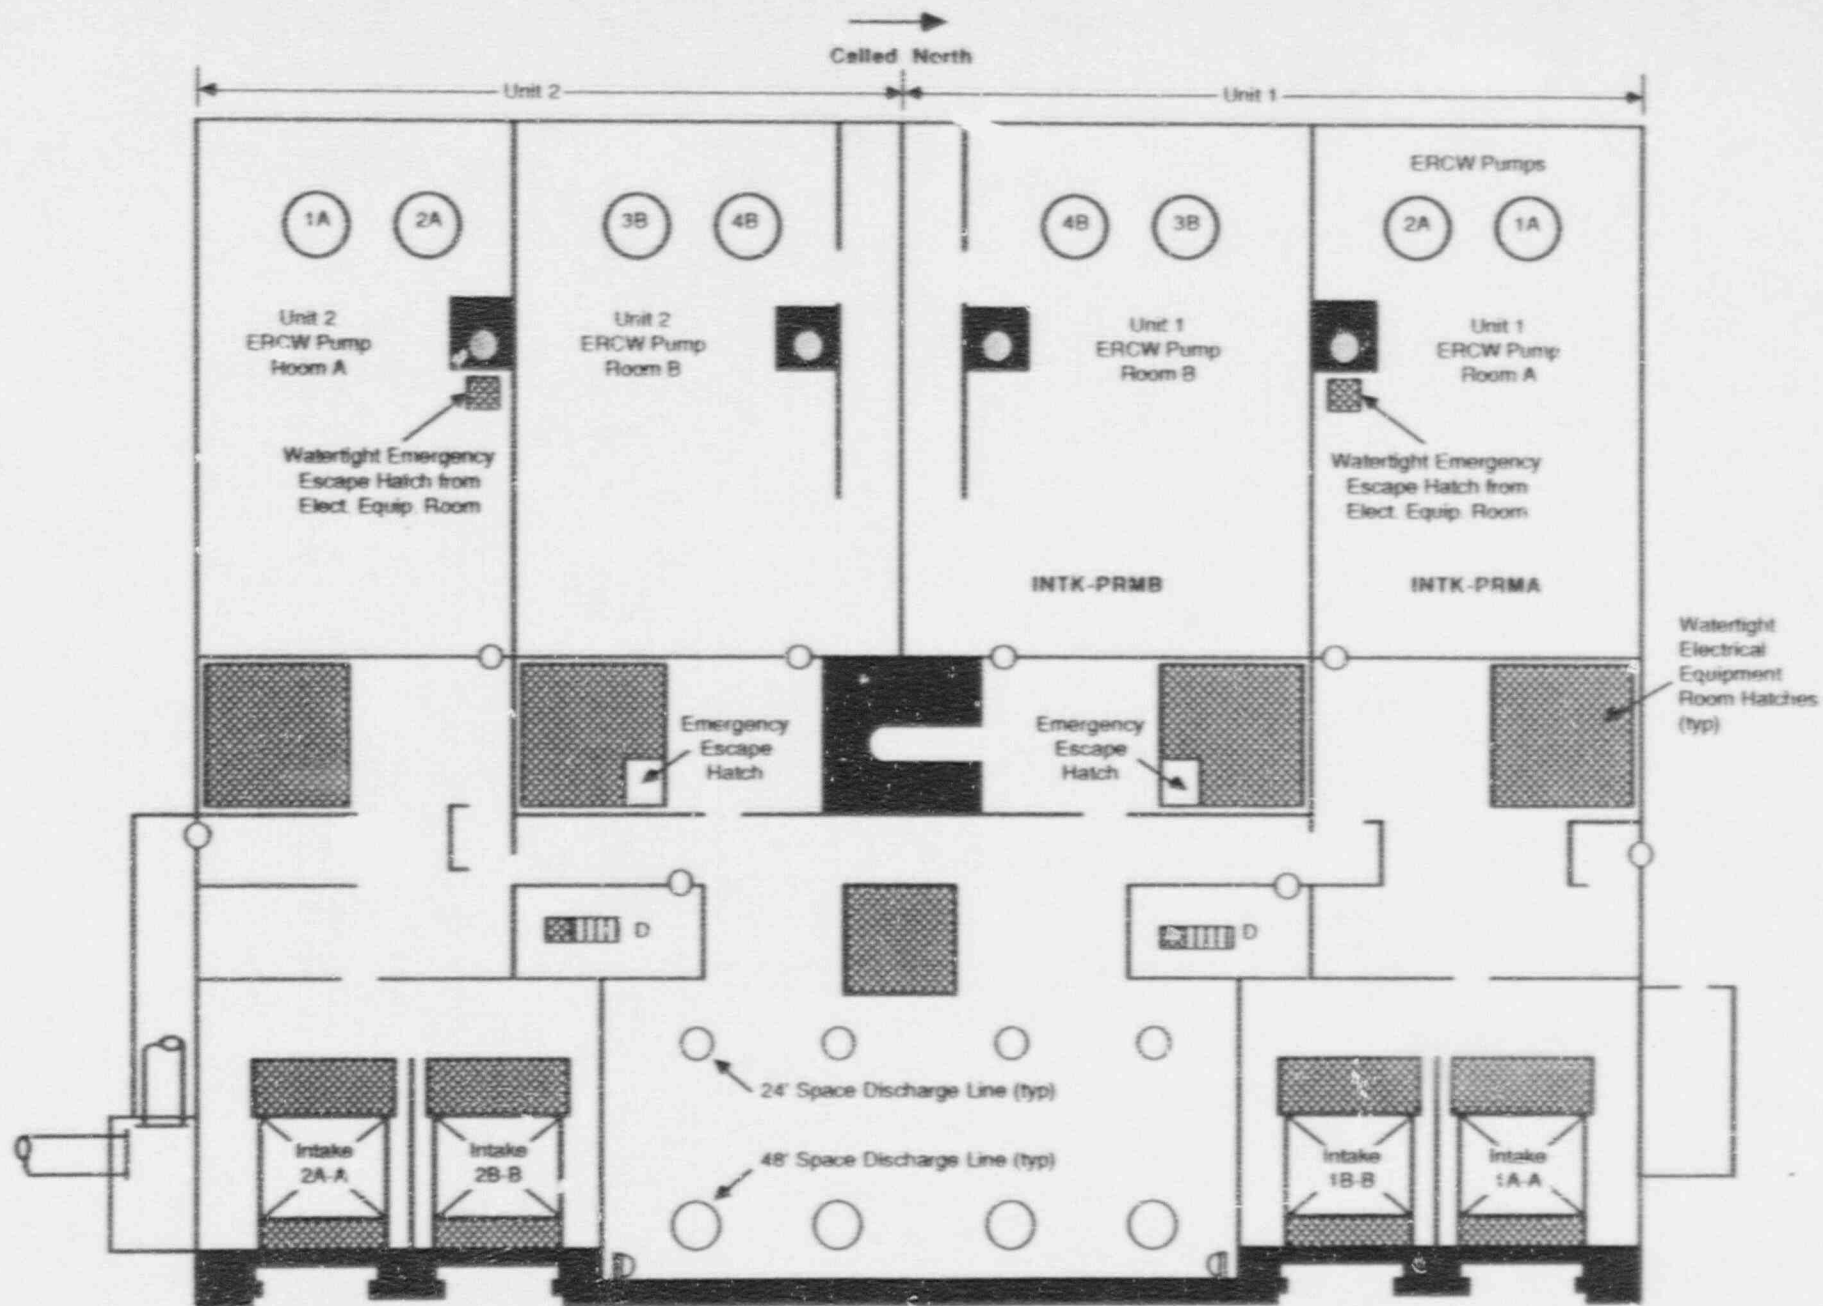 Called North
Unit 2
Unit 1
ERCW Pumps
1A
2A
3B
4B
4B
3B
2A
1A
Unit 2
ERCW Pump
Room A
Unit 2
ERCW Pump
Room B
Unit 1
ERCW Pump
Room B
Unit 1
ERCW Pump
Room A
Watertight Emergency
Escape Hatch from
Elect. Equip. Room
Watertight Emergency
Escape Hatch from
Elect. Equip. Room
INTK-PRMB
INTK-PRMA
Watertight
Electrical
Equipment
Room Hatches
(typ)
Emergency
Escape
Hatch
Emergency
Escape
Hatch
D
D
24' Space Discharge Line (typ)
48' Space Discharge Line (typ)
Intake
2A-A
Intake
2B-B
Intake
1B-B
Intake
1A-A